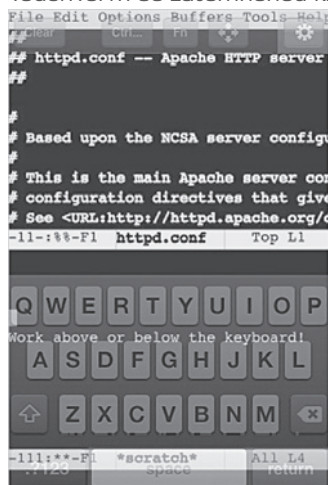 File Edit Options Buffers Tools Help
## Clear Ctrl... Fn
## httpd.conf -- Apache HTTP server
##
#
# Based upon the NCSA server configu
#
# This is the main Apache server con
# configuration directives that give
# See <URL:http://httpd.apache.org/d
-11-:%%-F1 httpd.conf Top L1
Q W E R T Y U I O P
Work above or below the keyboard!
A S D F G H J K L
Z X C V B N M
-111:**-F1 *scratch* All L4
.?123 space return